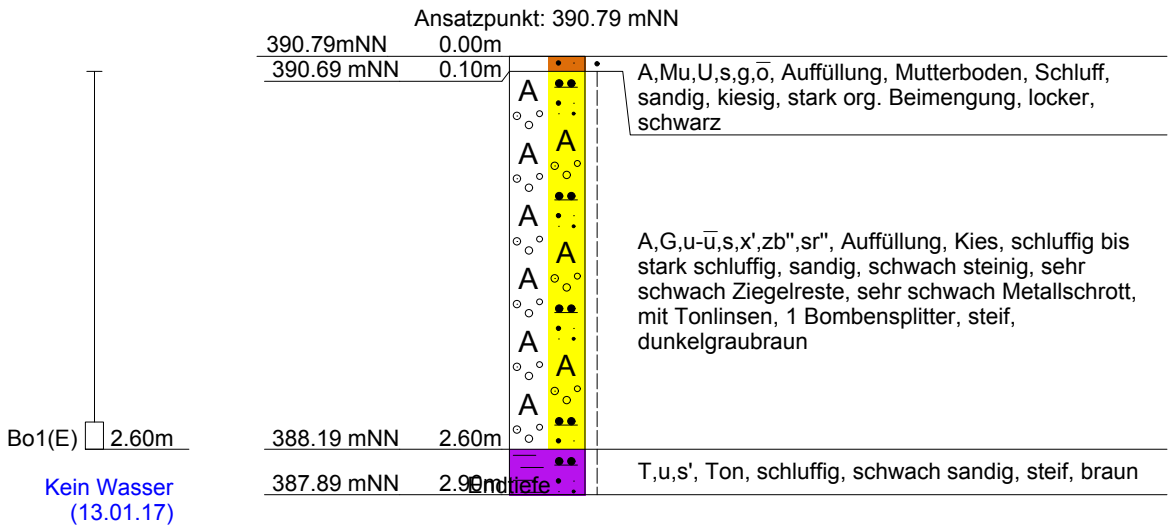 Ansatzpunkt: 390.79 mNN
390.79mNN 0.00m
390.69 mNN 0.10m
A,Mu,U,s,g,o̅, Auffüllung, Mutterboden, Schluff,
sandig, kiesig, stark org. Beimengung, locker,
schwarz
A
A
A
A
A
A
A
A
A
A
A,G,u-u̅,s,x',zb'',sr'', Auffüllung, Kies, schluffig bis
stark schluffig, sandig, schwach steinig, sehr
schwach Ziegelreste, sehr schwach Metallschrott,
mit Tonlinsen, 1 Bombensplitter, steif,
dunkelgraubraun
Bo1(E) 2.60m
388.19 mNN 2.60m
T,u,s', Ton, schluffig, schwach sandig, steif, braun
387.89 mNN 2.90m
Endtiefe
Kein Wasser
(13.01.17)